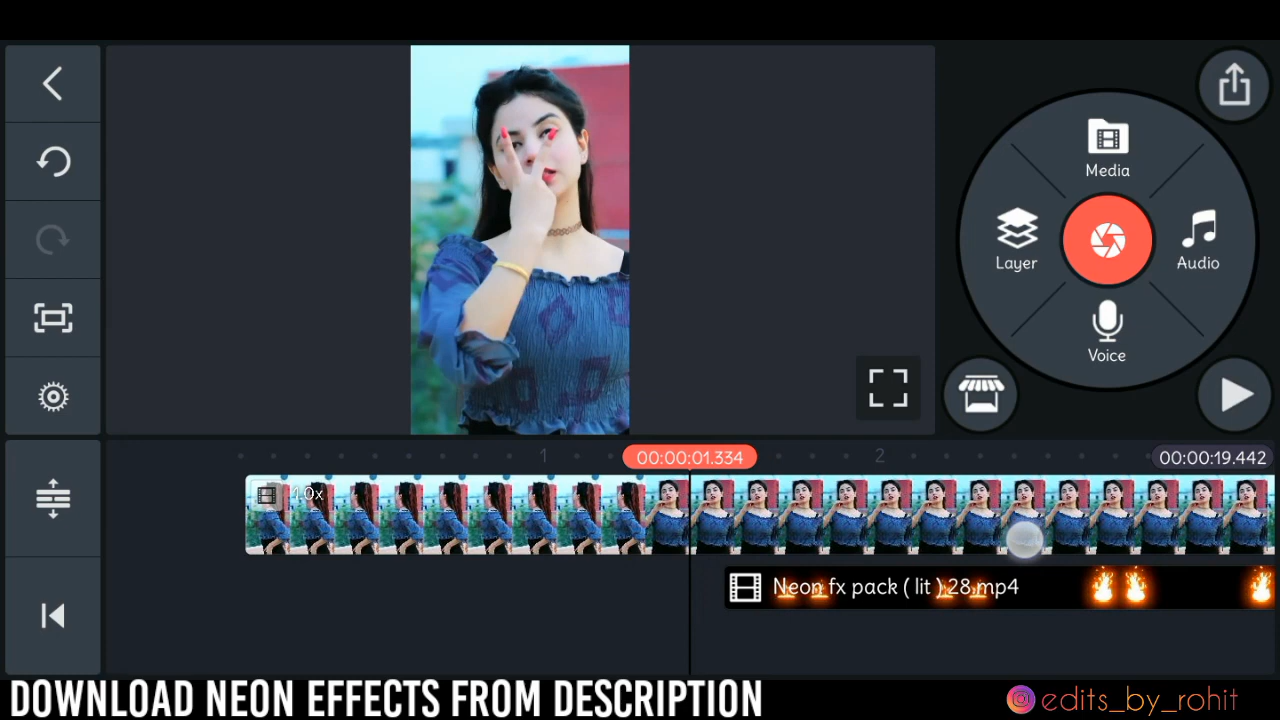 Media
Layer
Audio
Voice
1
00:00:01.334
2
00:00:19.442
1.0x
Neon fx pack ( lit ) 28.mp4
DOWNLOAD NEON EFFECTS FROM DESCRIPTION
edits_by_rohit